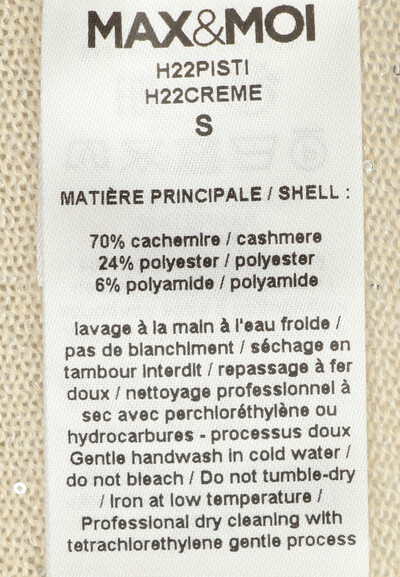 MAX&MOI
H22PISTI
H22CREME
S
MATIÈRE PRINCIPALE / SHELL :
70% cachemire / cashmere
24% polyester / polyester
6% polyamide / polyamide
lavage à la main à l'eau froide /
pas de blanchiment / séchage en
tambour interdit / repassage à fer
doux / nettoyage professionnel à
sec avec perchloréthylène ou
hydrocarbures - processus doux
Gentle handwash in cold water /
do not bleach / Do not tumble-dry
/ Iron at low temperature /
Professional dry cleaning with
tetrachlorethylene gentle process